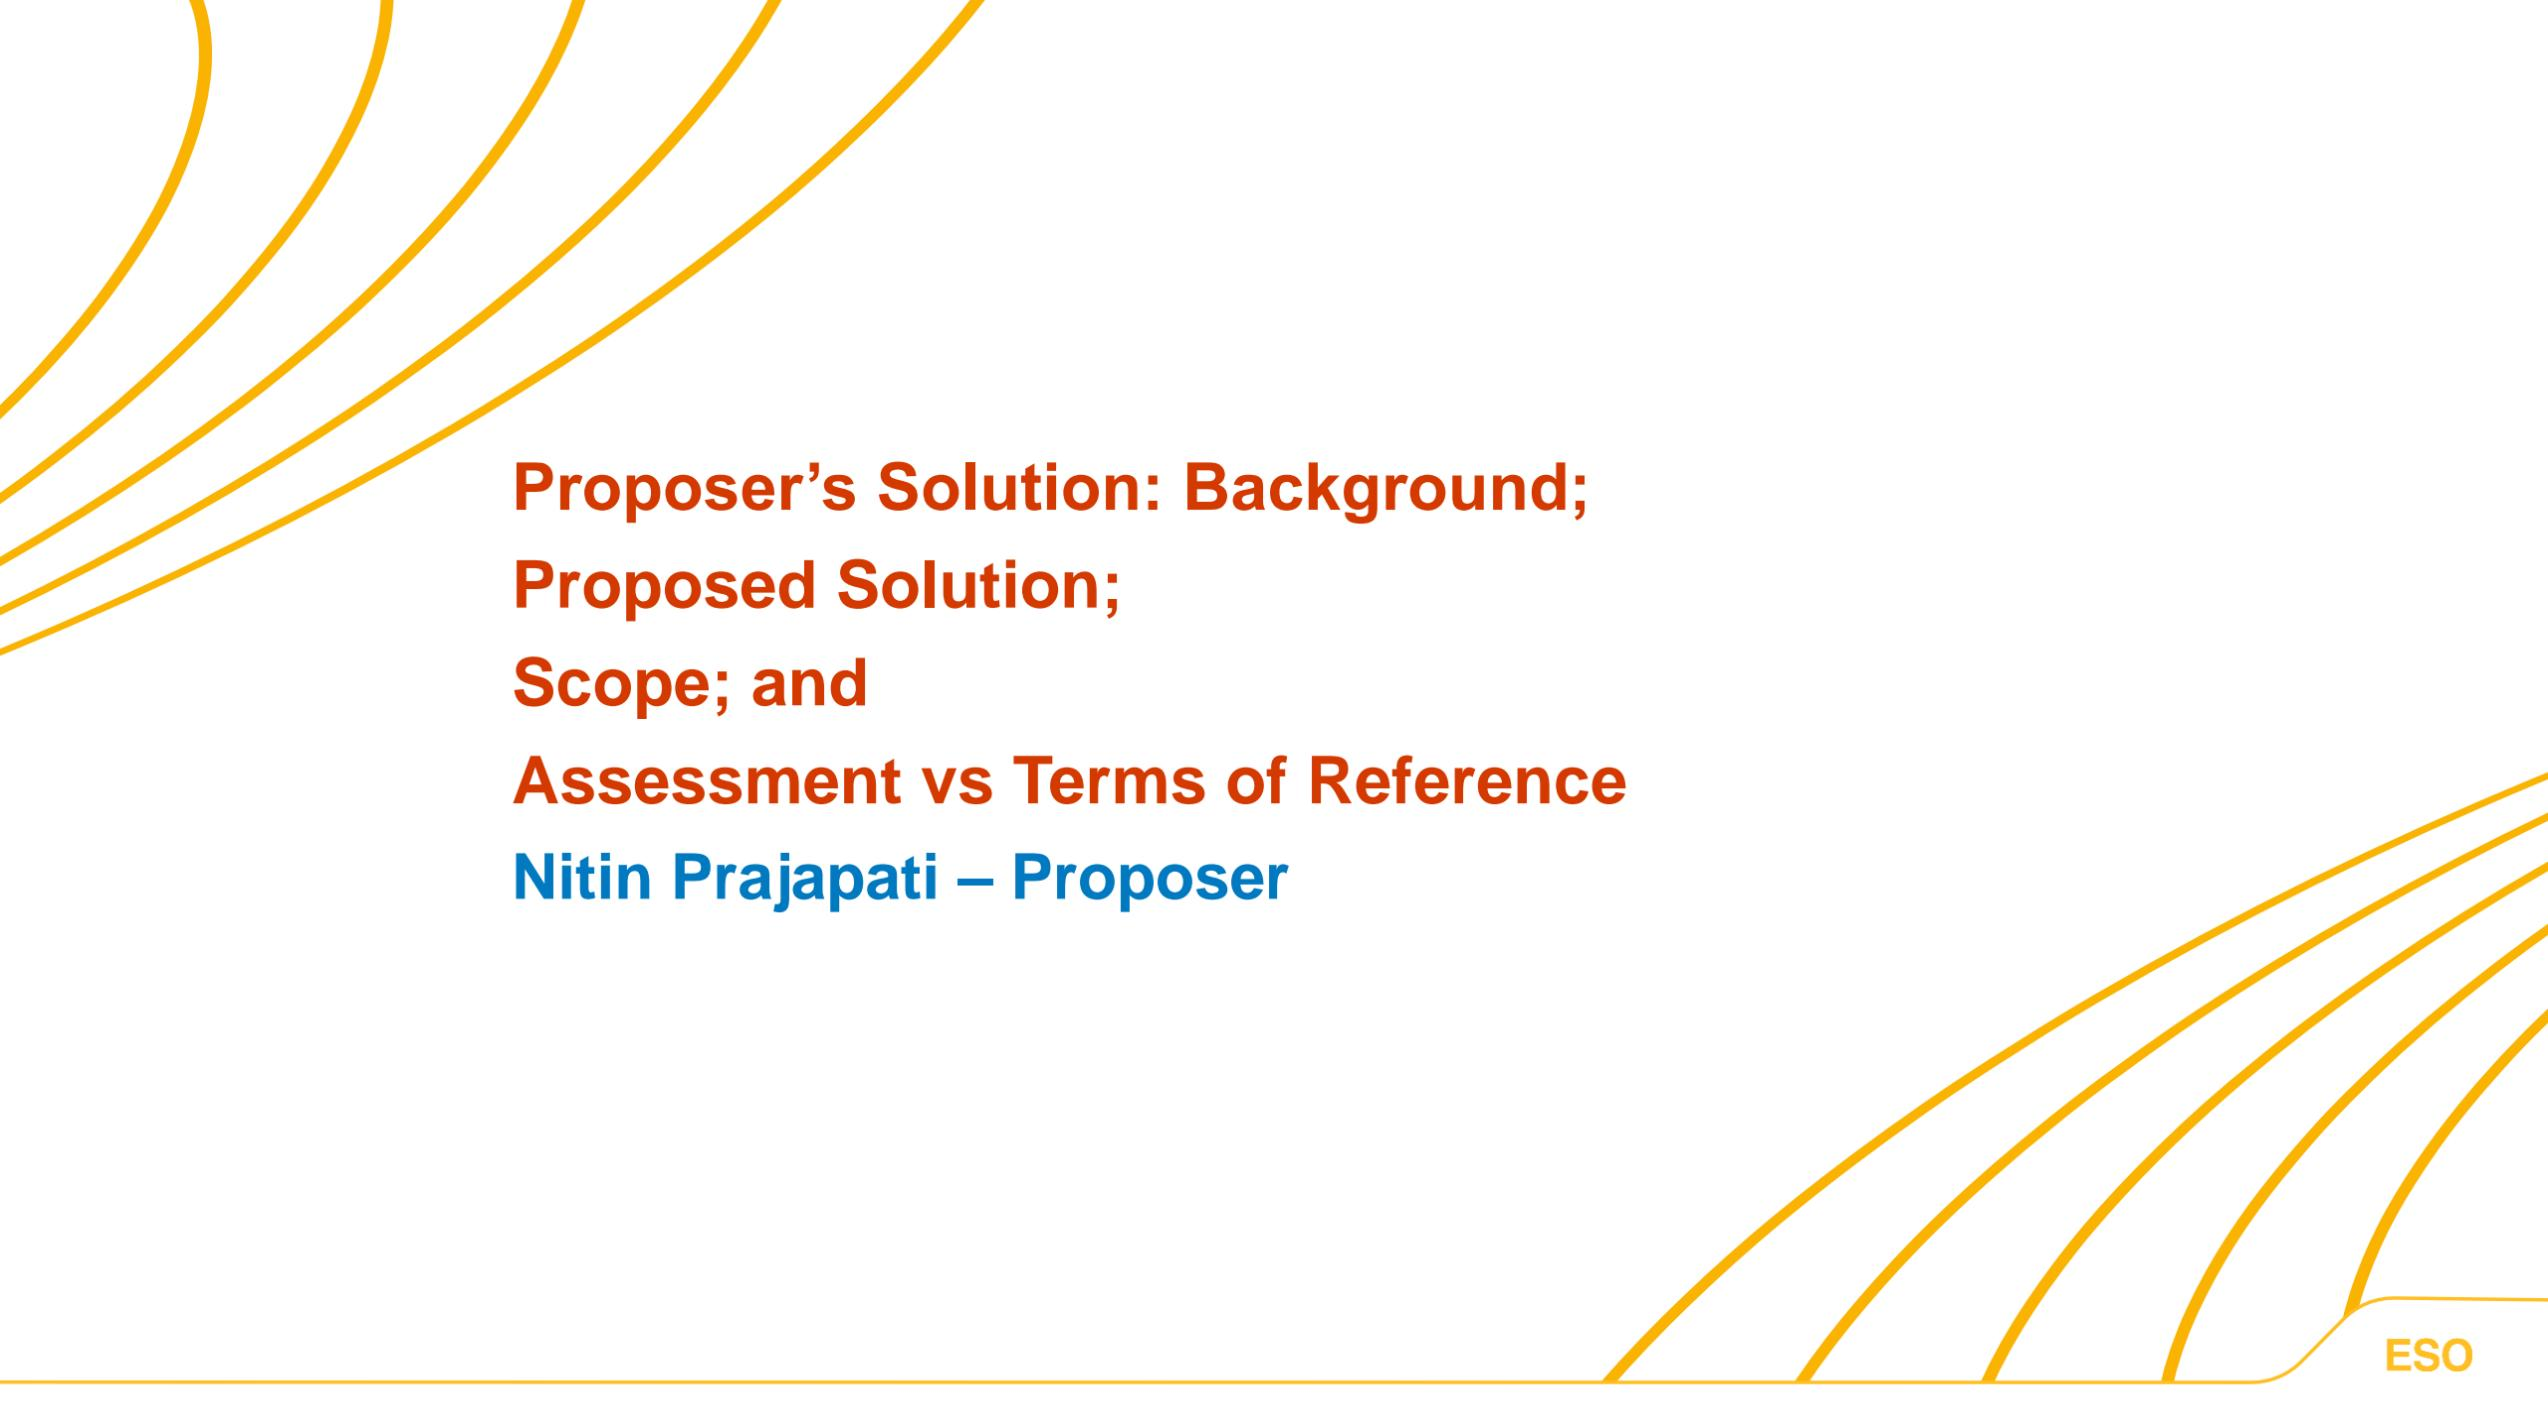 Proposer’s Solution: Background;
Proposed Solution;
Scope; and
Assessment vs Terms of Reference
Nitin Prajapati – Proposer
ESO